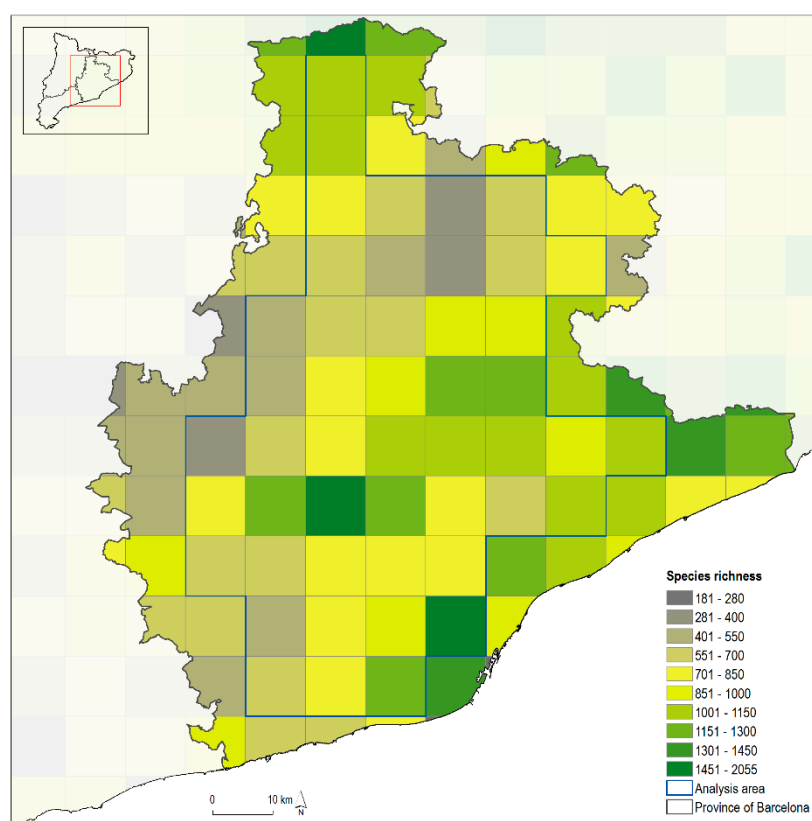 Species richness
181 - 280
281 - 400
401 - 550
551 - 700
701 - 850
851 - 1000
1001 - 1150
1151 - 1300
1301 - 1450
1451 - 2055
Analysis area
Province of Barcelona
0 10 km
N